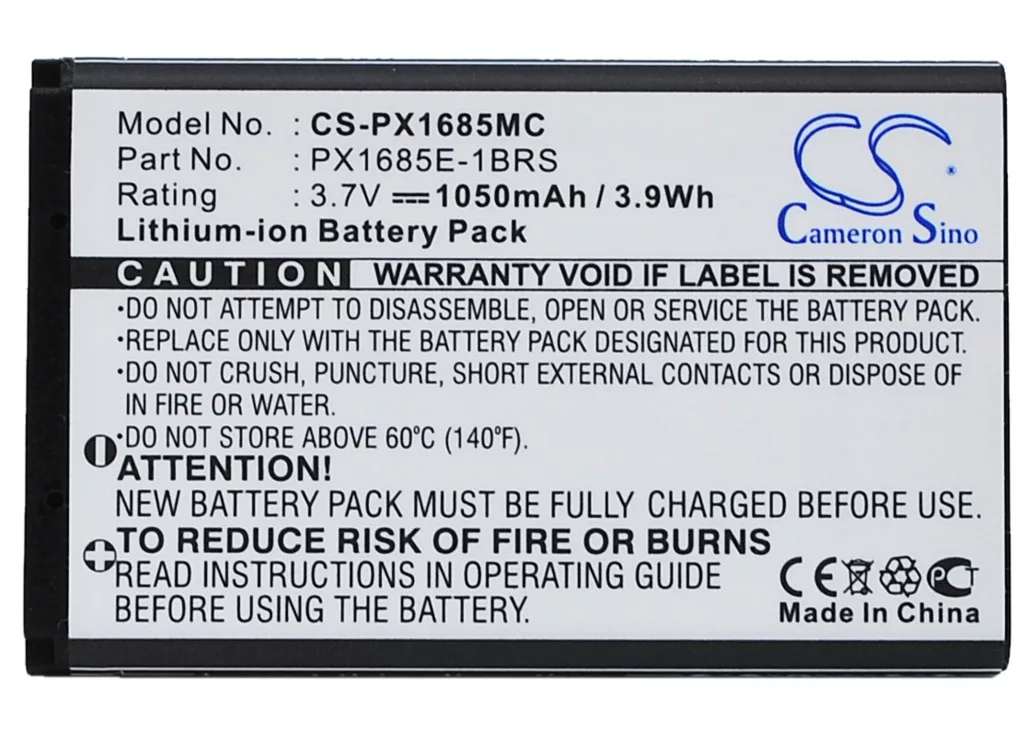 Model No. : CS-PX1685MC
Part No. : PX1685E-1BRS
Rating : 3.7V ⎓ 1050mAh / 3.9Wh
Lithium-ion Battery Pack
CS
®
Cameron Sino
CAUTION WARRANTY VOID IF LABEL IS REMOVED
·DO NOT ATTEMPT TO DISASSEMBLE, OPEN OR SERVICE THE BATTERY PACK.
·REPLACE ONLY WITH THE BATTERY PACK DESIGNATED FOR THIS PRODUCT.
·DO NOT CRUSH, PUNCTURE, SHORT EXTERNAL CONTACTS OR DISPOSE OF
IN FIRE OR WATER.
·DO NOT STORE ABOVE 60ºC (140ºF).
ATTENTION!
NEW BATTERY PACK MUST BE FULLY CHARGED BEFORE USE.
TO REDUCE RISK OF FIRE OR BURNS
READ INSTRUCTIONS IN OPERATING GUIDE
BEFORE USING THE BATTERY.
CE PCT
Made In China